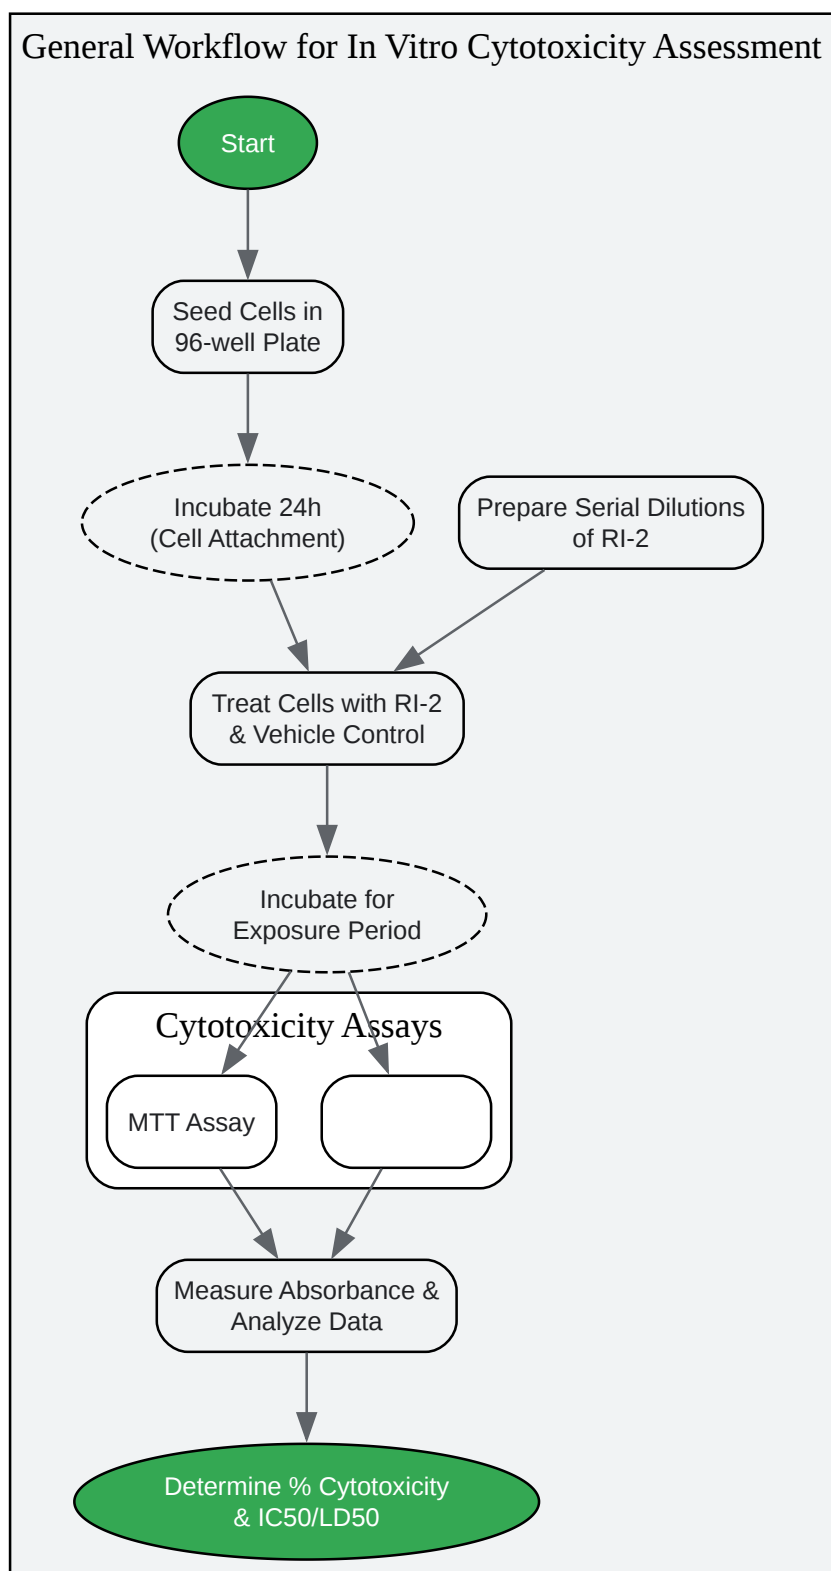 General Workflow for In Vitro Cytotoxicity Assessment
Start
Seed Cells in
96-well Plate
Incubate 24h
(Cell Attachment)
Prepare Serial Dilutions
of RI-2
Treat Cells with RI-2
& Vehicle Control
Incubate for
Exposure Period
Cytotoxicity Assays
MTT Assay
Measure Absorbance &
Analyze Data
Determine % Cytotoxicity
& IC50/LD50